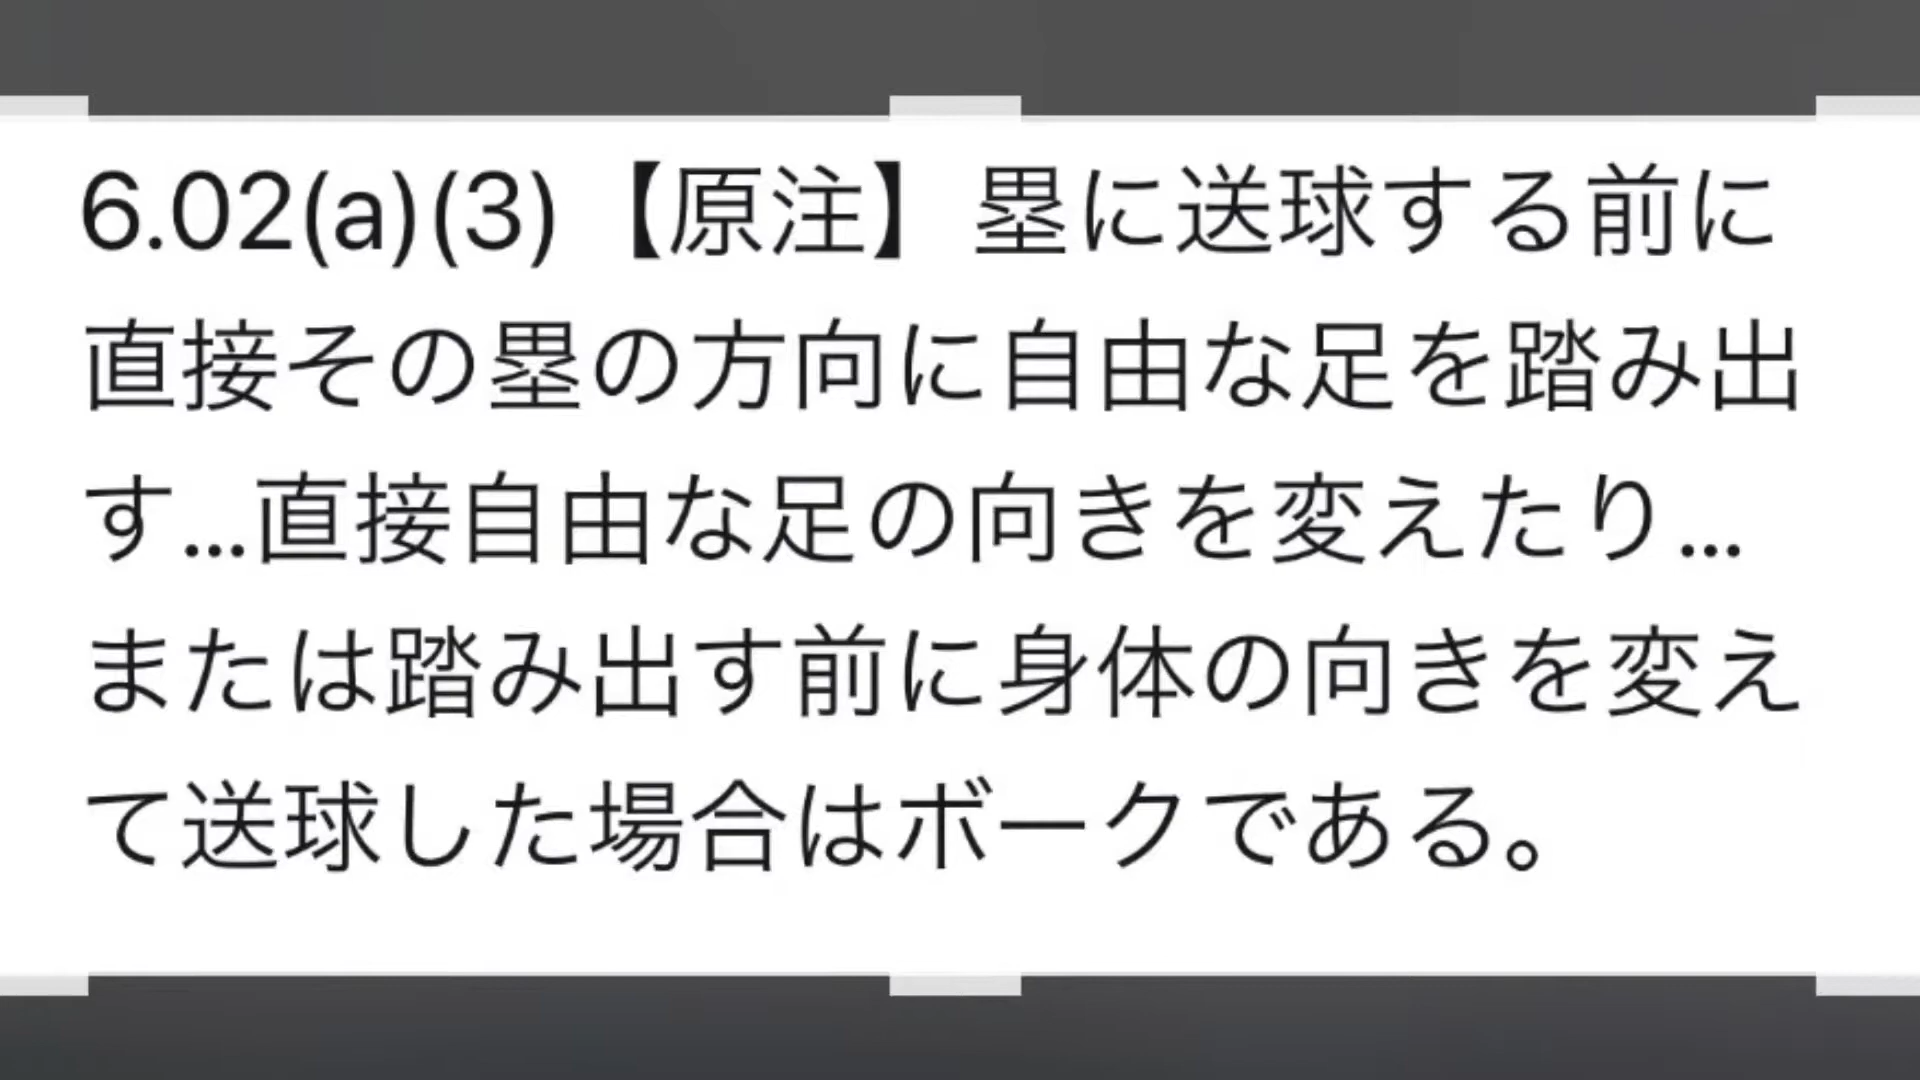 6.02(a)(3)【原注】塁に送球する前に
直接その塁の方向に自由な足を踏み出
す...直接自由な足の向きを変えたり...
または踏み出す前に身体の向きを変え
て送球した場合はボークである。